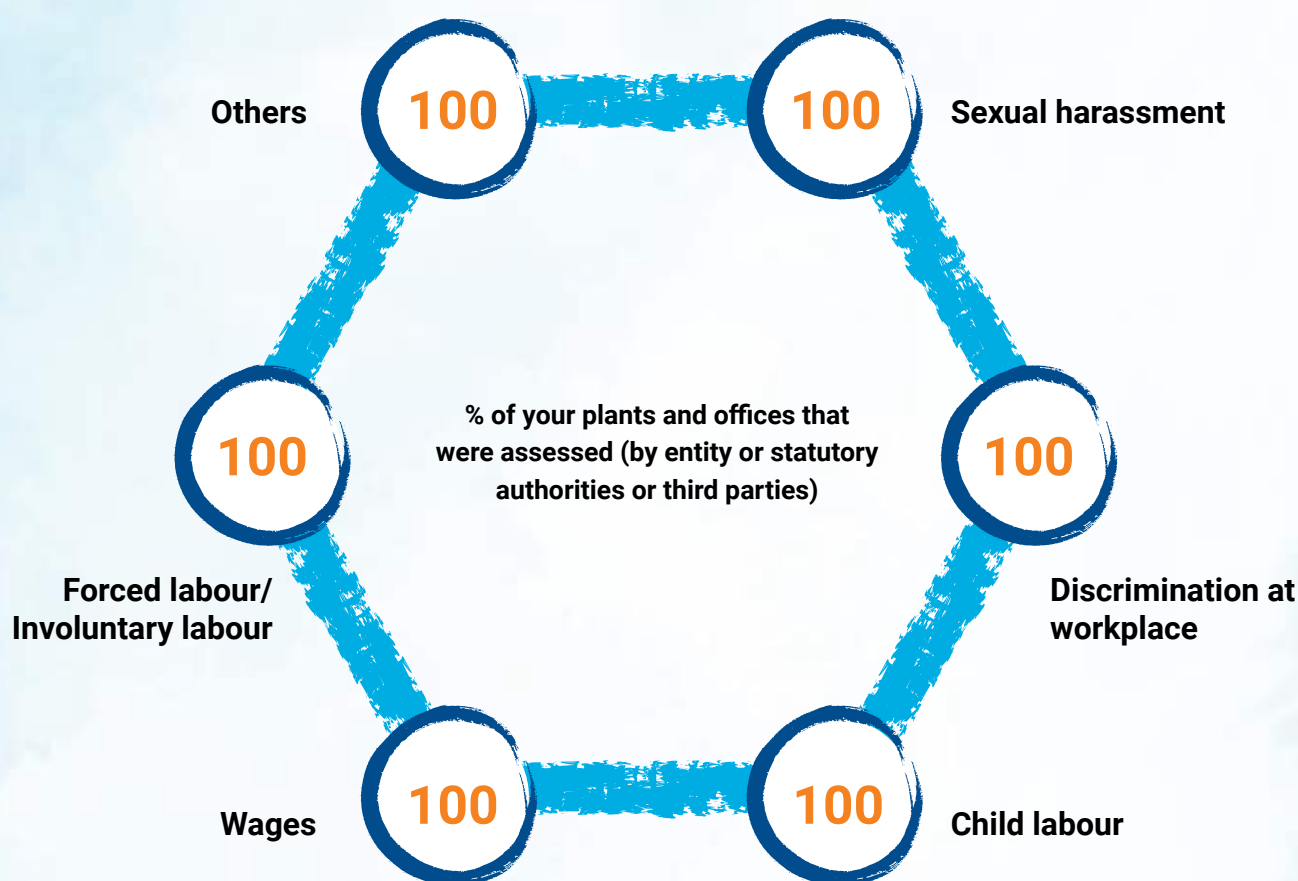 Others
100
100
Sexual harassment
100
% of your plants and offices that
were assessed (by entity or statutory
authorities or third parties)
100
Forced labour/
Involuntary labour
Discrimination at
workplace
Wages
100
100
Child labour